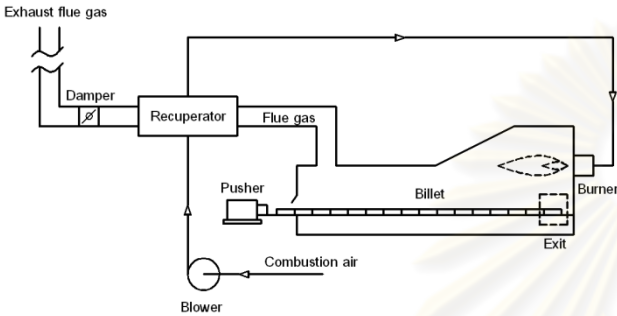 Exhaust flue gas
Damper
Recuperator
Flue gas
Pusher
Billet
Burner
Exit
Combustion air
Blower